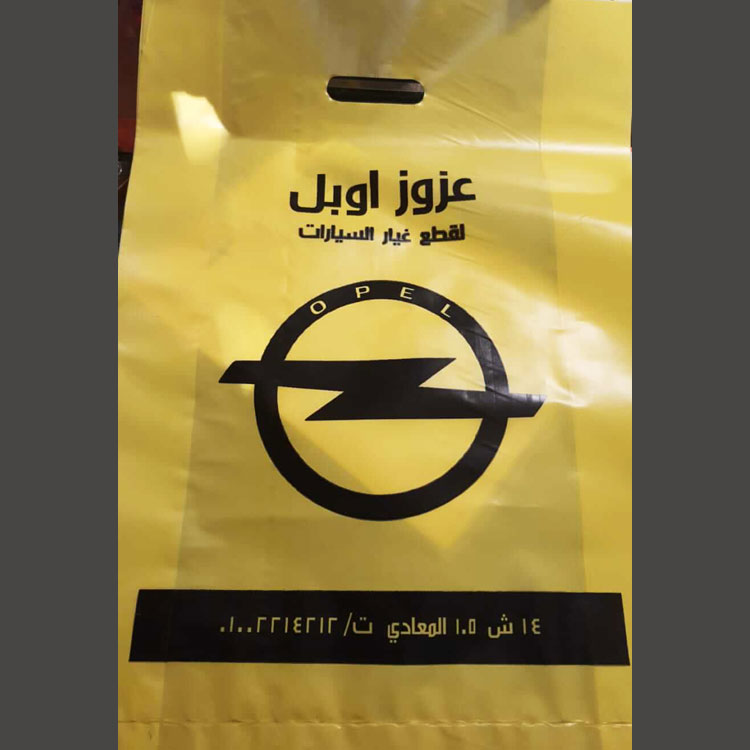 عزوز اوبل
لقطع غيار السيارات
OPEL
١٤ ش ١٠٥ المعادي ت/ ٠١٠٠٢٢١٤٢١٢